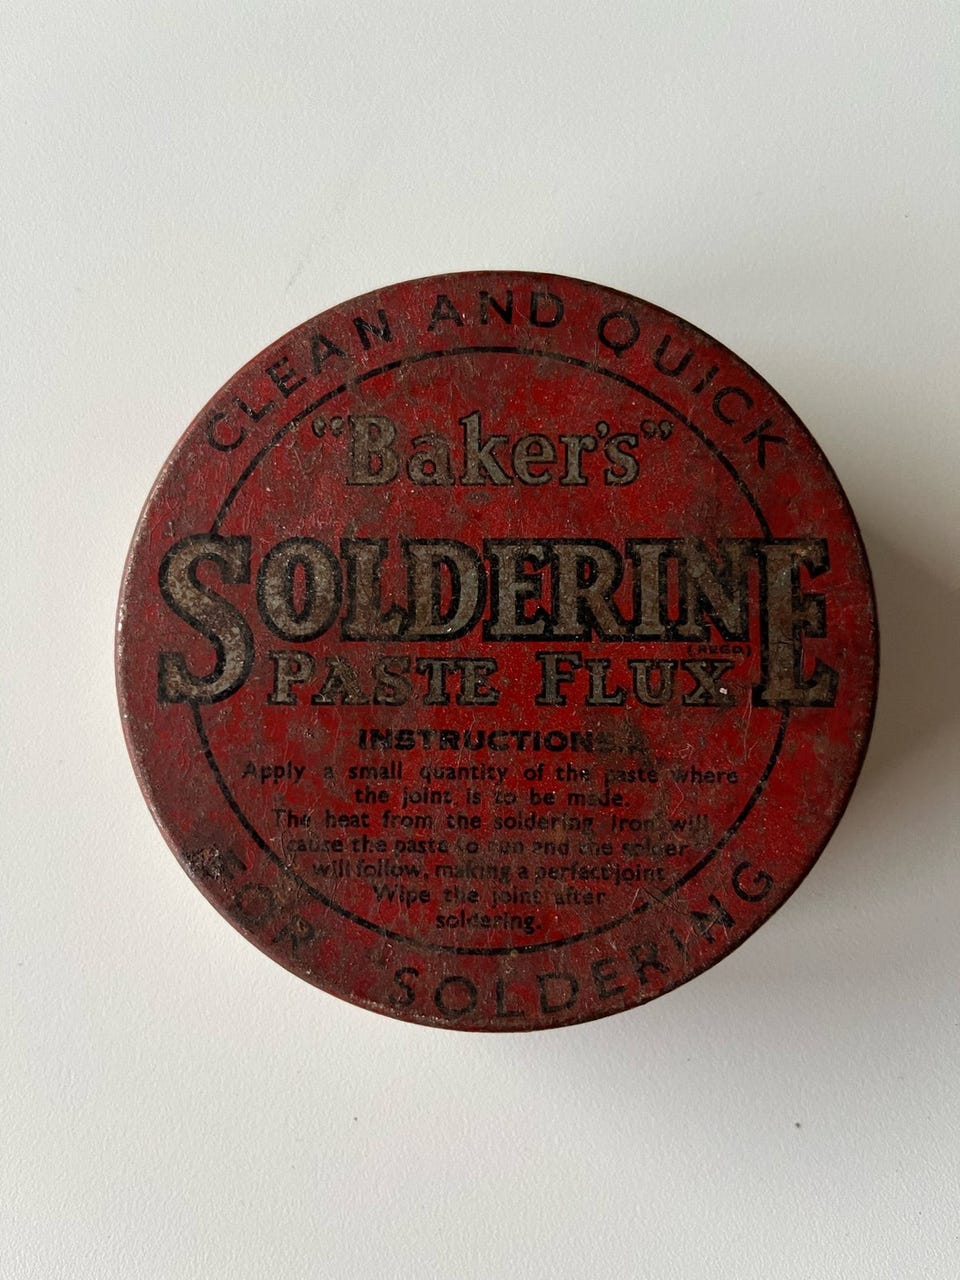 CLEAN AND QUICK
"Baker's"
SOLDERINE
(REGD.)
PASTE FLUX
INSTRUCTIONS.
Apply a small quantity of the paste where
the joint is to be made.
The heat from the soldering Iron will
cause the paste to run and the solder
will follow, making a perfect joint
Wipe the joint after
soldering.
FOR SOLDERING